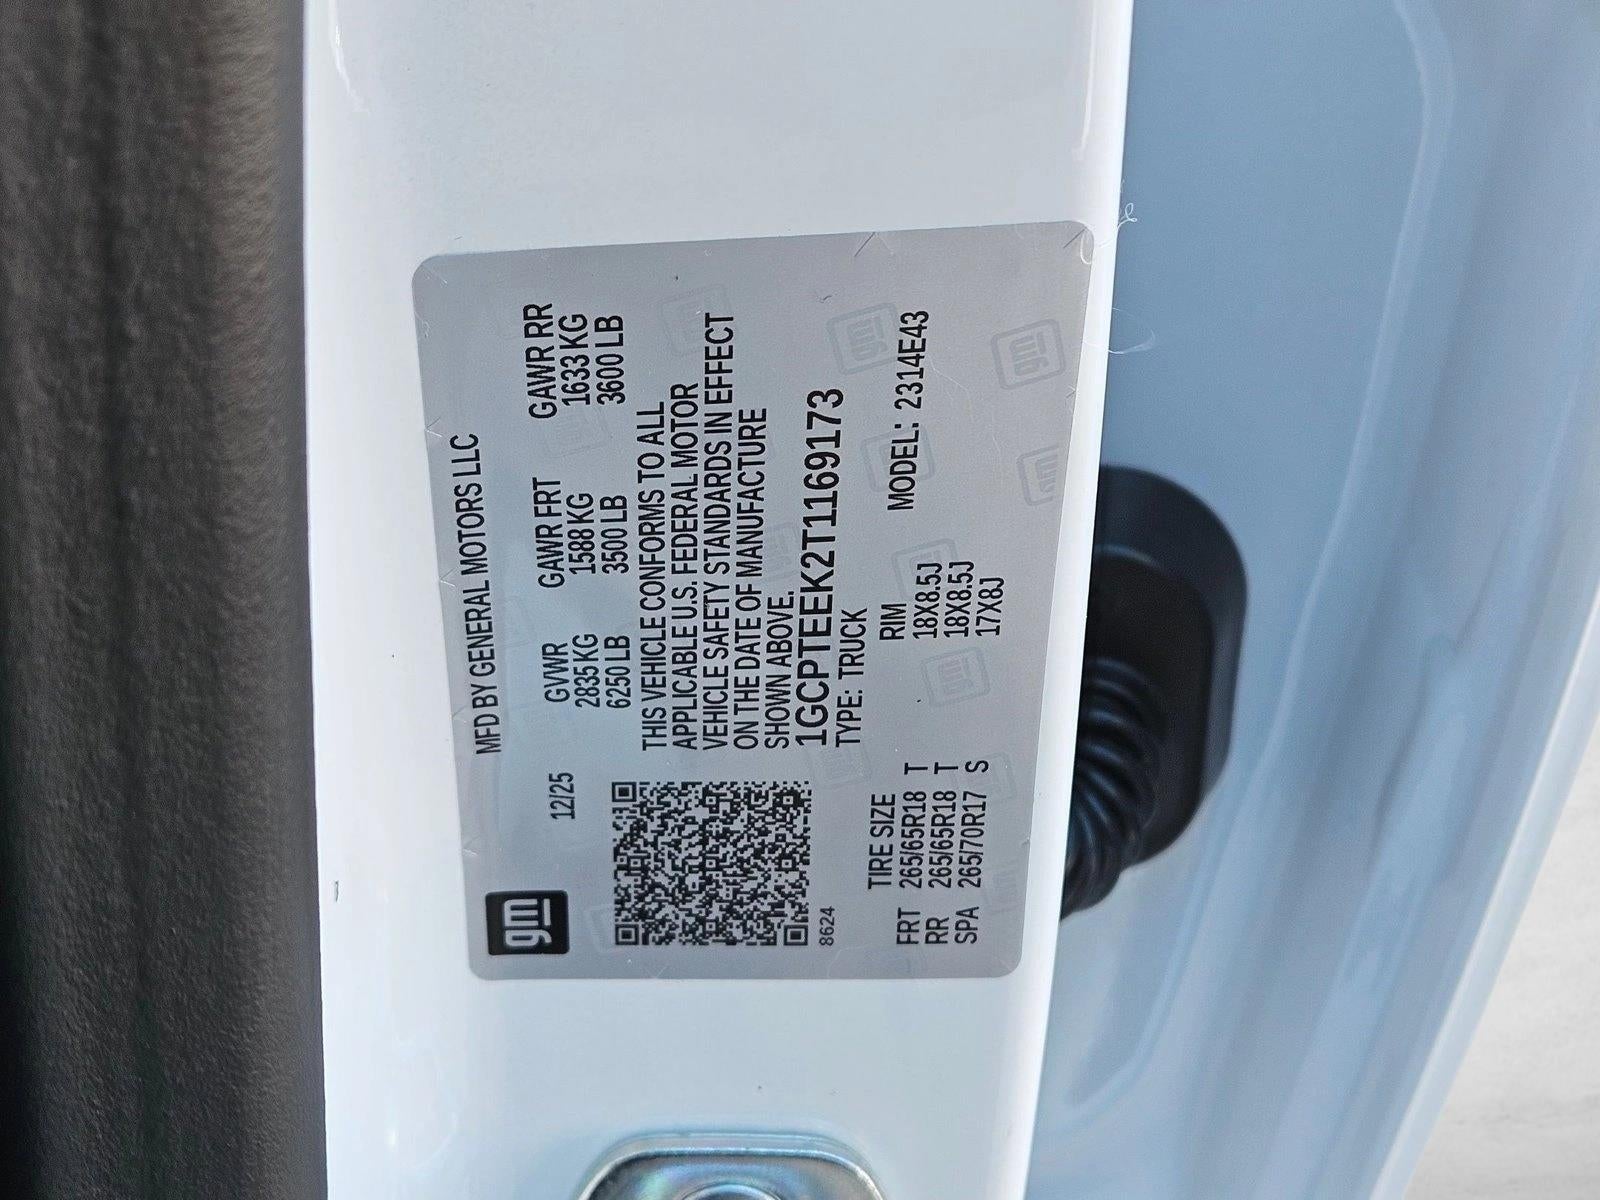 gm
MFD BY GENERAL MOTORS LLC
12/25
GVWR GAWR FRT GAWR RR
2835 KG 1588 KG 1633 KG
6250 LB 3500 LB 3600 LB
THIS VEHICLE CONFORMS TO ALL
APPLICABLE U.S. FEDERAL MOTOR
VEHICLE SAFETY STANDARDS IN EFFECT
ON THE DATE OF MANUFACTURE
SHOWN ABOVE.
1GCPTEEK2T1169173
8624
TYPE: TRUCK
TIRE SIZE RIM MODEL: 2314E43
FRT 265/65R18 T 18X8.5J
RR 265/65R18 T 18X8.5J
SPA 265/70R17 S 17X8J